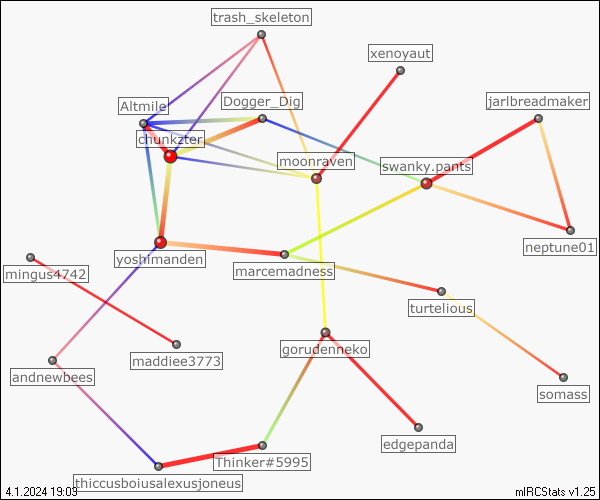 trash_skeleton
xenoyaut
Altmile
Dogger_Dig
jarlbreadmaker
chunkzter
moonraven
swanky.pants
yoshimanden
neptune01
marcemadness
mingus4742
turtelious
maddiee3773
gorudenneko
andnewbees
somass
edgepanda
Thinker#5995
thiccusboiusalexusjoneus
4.1.2024 19:09
mIRCStats v1.25